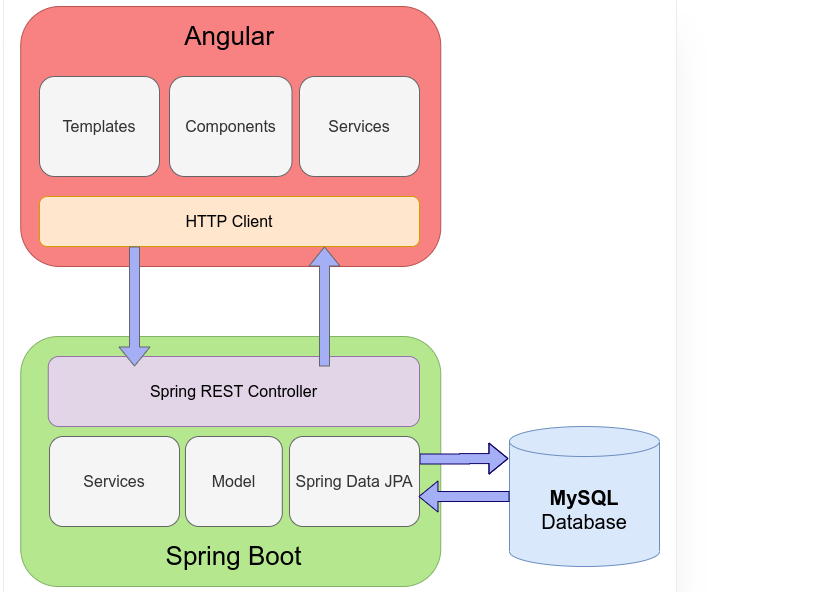 Angular
Templates
Components
Services
HTTP Client
Spring REST Controller
Services
Model
Spring Data JPA
Spring Boot
MySQL
Database